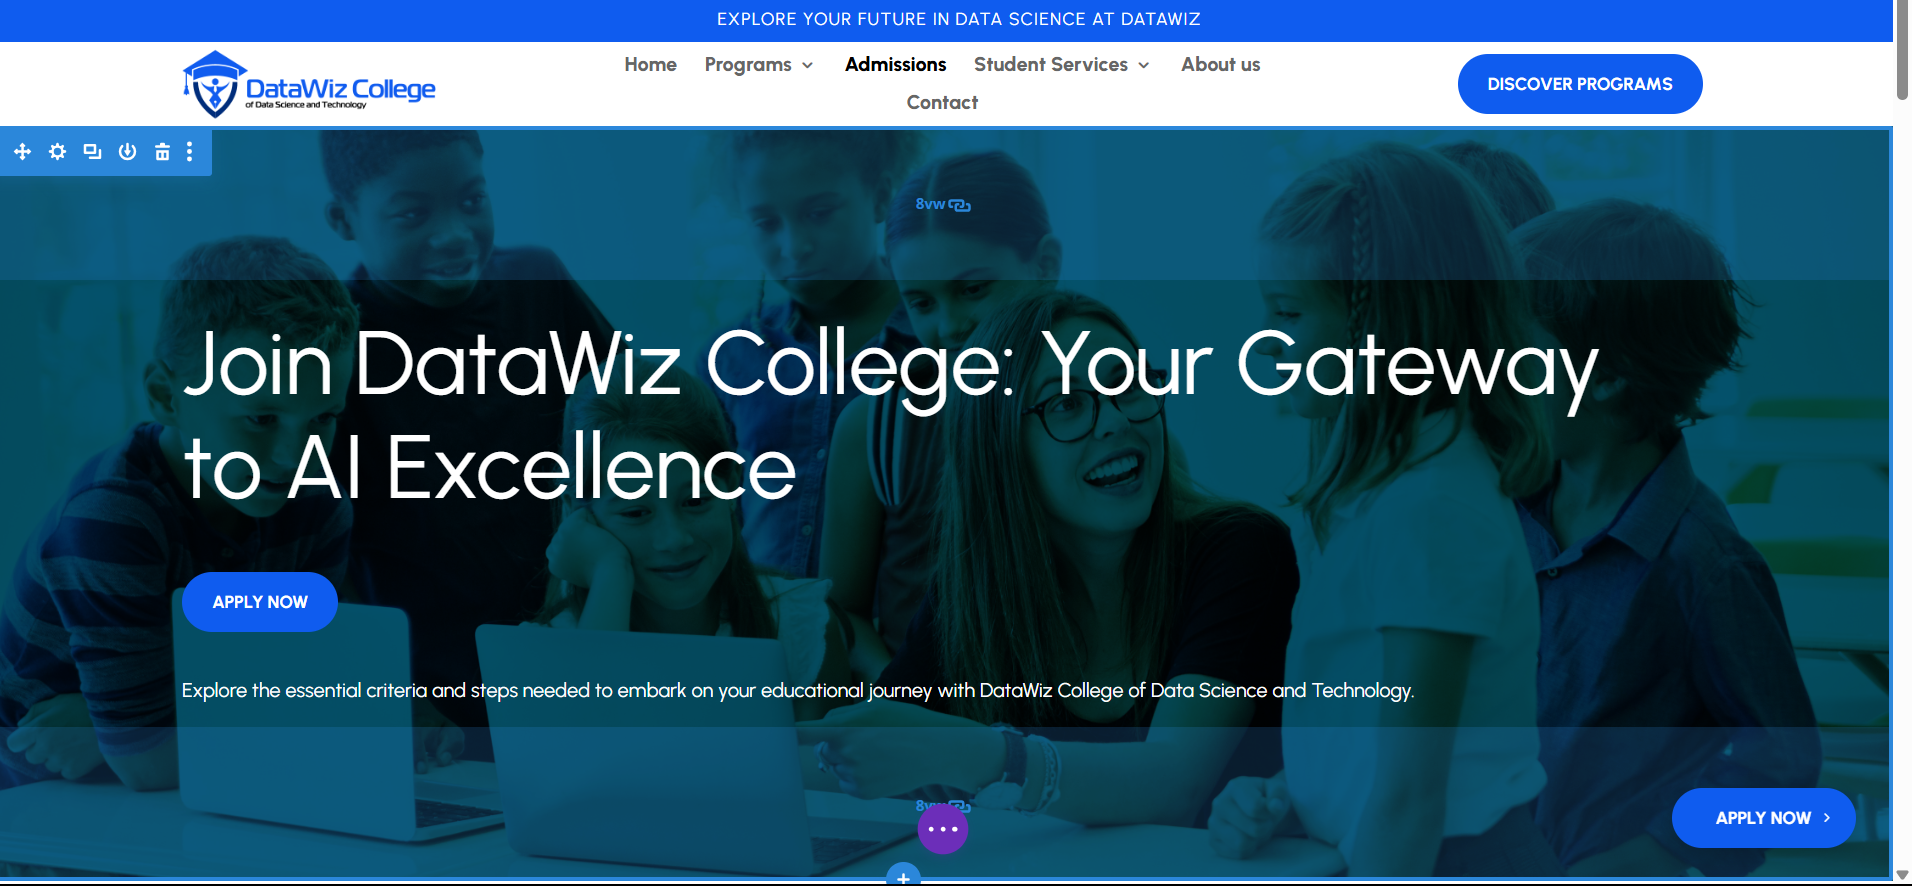 EXPLORE YOUR FUTURE IN DATA SCIENCE AT DATAWIZ
DataWiz College
of Data Science and Technology
Home Programs Admissions Student Services About us
Contact
DISCOVER PROGRAMS
8vw
Join DataWiz College: Your Gateway
to AI Excellence
APPLY NOW
Explore the essential criteria and steps needed to embark on your educational journey with DataWiz College of Data Science and Technology.
8vw
APPLY NOW